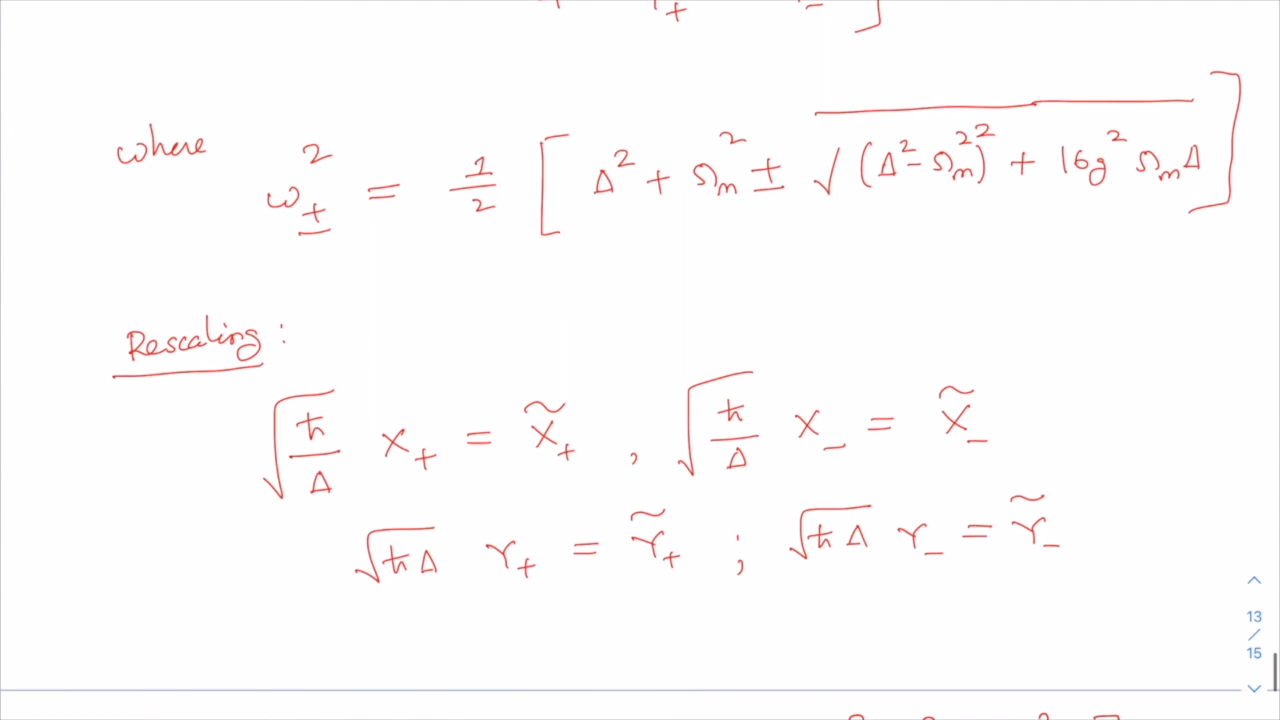 where ω±² = 1/2 [ Δ² + Ωm² ± √((Δ² - Ωm²)² + 16g² Ωm Δ) ]
Rescaling:
√(ħ/Δ) X₊ = X̃₊ , √(ħ/Δ) X₋ = X̃₋
√(ħΔ) Y₊ = Ỹ₊ ; √(ħΔ) Y₋ = Ỹ₋
13
/
15